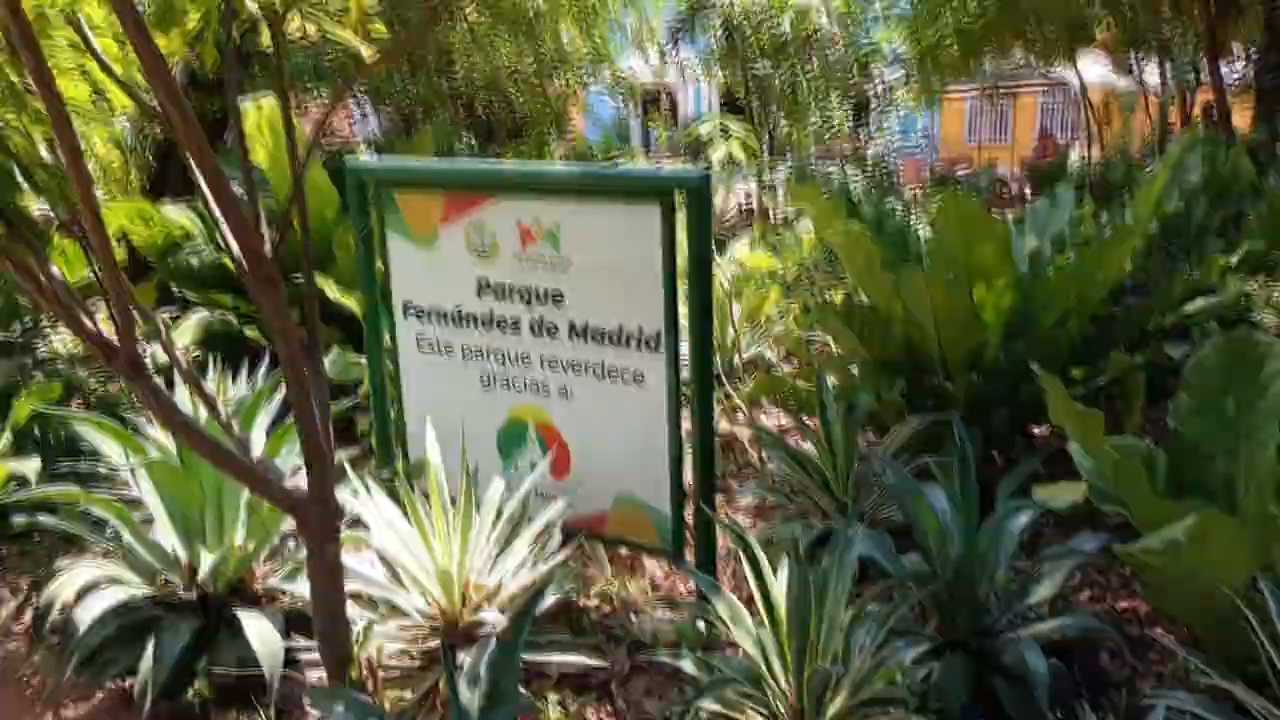 Parque
Fernández de Madrid
Este parque reverdece
gracias a: